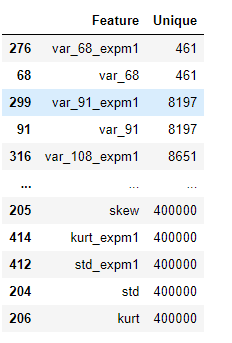 Feature Unique
276 var_68_expm1 461
68 var_68 461
299 var_91_expm1 8197
91 var_91 8197
316 var_108_expm1 8651
... ... ...
205 skew 400000
414 kurt_expm1 400000
412 std_expm1 400000
204 std 400000
206 kurt 400000